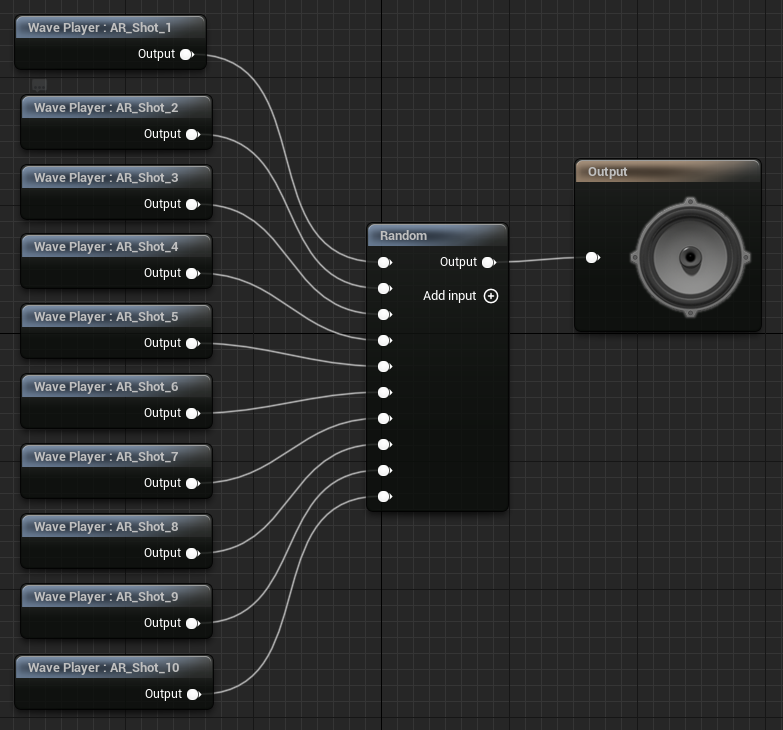 Wave Player : AR_Shot_1
Output
Wave Player : AR_Shot_2
Output
Wave Player : AR_Shot_3
Output
Wave Player : AR_Shot_4
Output
Wave Player : AR_Shot_5
Output
Wave Player : AR_Shot_6
Output
Wave Player : AR_Shot_7
Output
Wave Player : AR_Shot_8
Output
Wave Player : AR_Shot_9
Output
Wave Player : AR_Shot_10
Output
Random
Output
Add input
Output